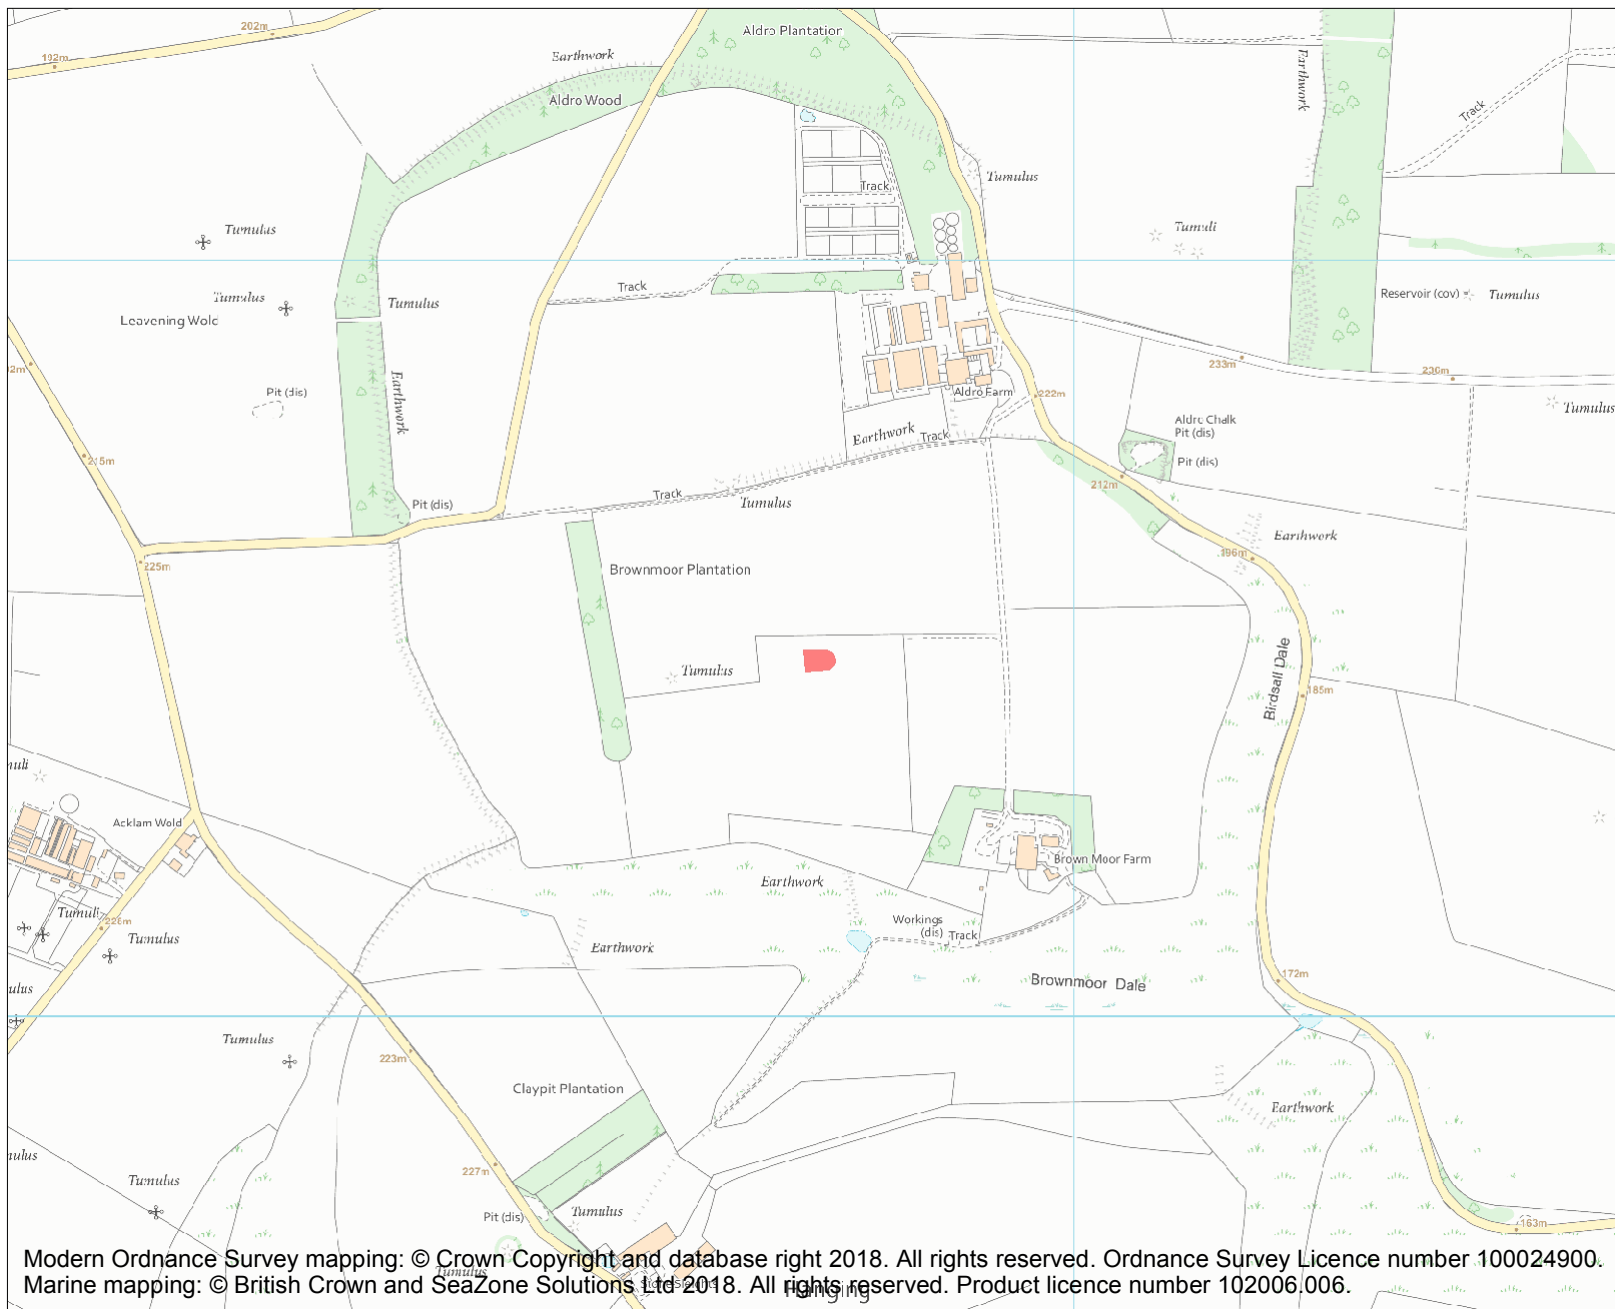 Aldro Plantation
202m
192m
Earthwork
Earthwork
Aldro Wood
Track
Tumulus
Track
Tumulus
Tumuli
Tumulus
Tumulus
Leavening Wold
Track
Reservoir (cov)
Tumulus
Pit (dis)
Earthwork
233m
230m
Aldro Farm
222m
Tumulus
Aldro Chalk
Pit (dis)
Earthwork
Track
215m
Pit (dis)
212m
Track
Tumulus
Pit (dis)
Earthwork
196m
225m
Brownmoor Plantation
Tumulus
Birdsall Dale
185m
Acklam Wold
Brown Moor Farm
Earthwork
Tumuli
226m
Tumulus
Workings
(dis)
Track
Earthwork
172m
Brownmoor Dale
Tumulus
223m
Claypit Plantation
Earthwork
227m
Tumulus
Pit (dis)
Tumulus
163m
Modern Ordnance Survey mapping: © Crown Copyright and database right 2018. All rights reserved. Ordnance Survey Licence number 100024900.
Tumulus
Marine mapping: © British Crown and SeaZone Solutions Ltd 2018. All rights reserved. Product licence number 102006.006.
Hanging